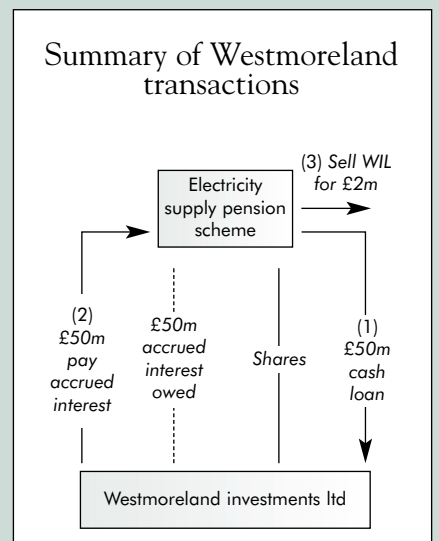 Summary of Westmoreland
transactions
(3) Sell WIL
for £2m
Electricity
supply pension
scheme
(2)
£50m
pay
accrued
interest
£50m
accrued
interest
owed
Shares
(1)
£50m
cash
loan
Westmoreland investments ltd